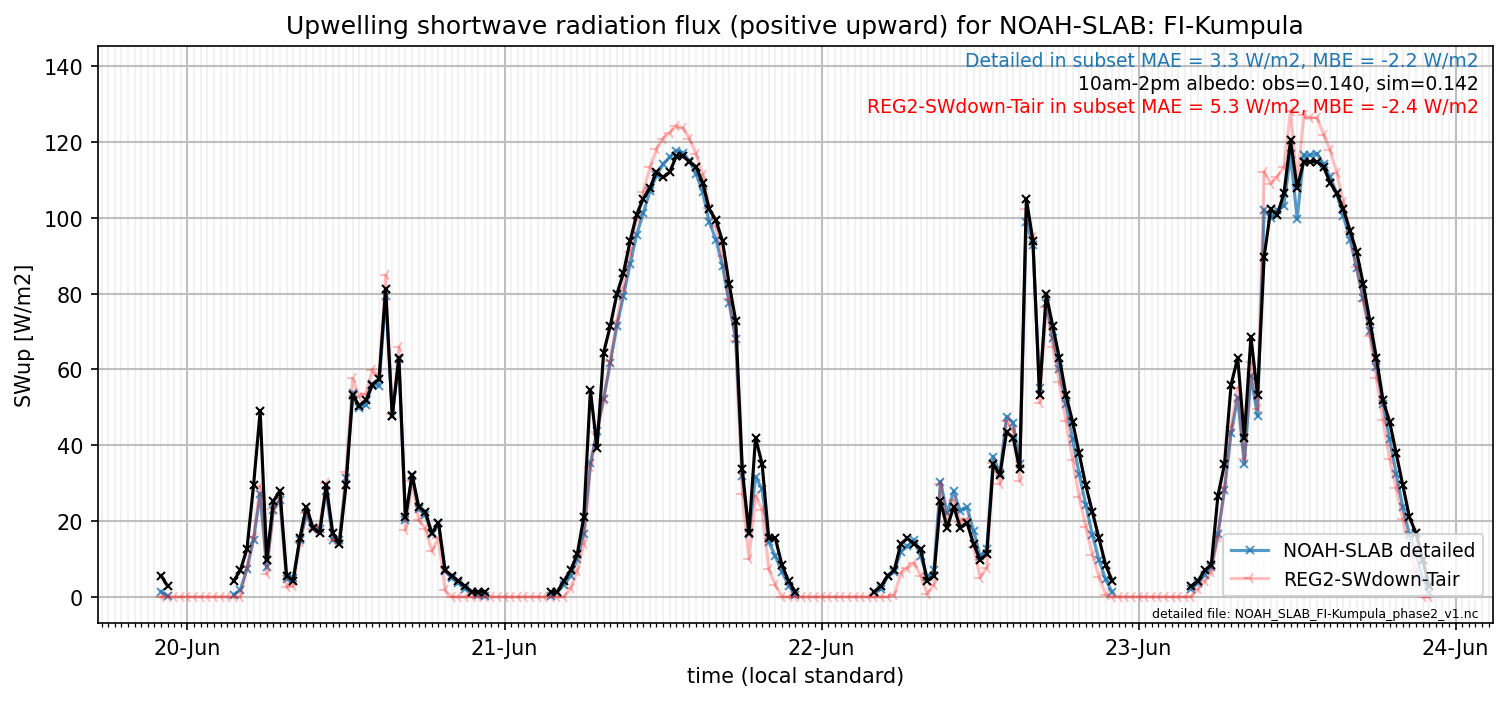 Upwelling shortwave radiation flux (positive upward) for NOAH-SLAB: FI-Kumpula
Detailed in subset MAE = 3.3 W/m2, MBE = -2.2 W/m2
10am-2pm albedo: obs=0.140, sim=0.142
REG2-SWdown-Tair in subset MAE = 5.3 W/m2, MBE = -2.4 W/m2
SWup [W/m2]
140
120
100
80
60
40
20
0
NOAH-SLAB detailed
REG2-SWdown-Tair
detailed file: NOAH_SLAB_FI-Kumpula_phase2_v1.nc
20-Jun 21-Jun 22-Jun 23-Jun 24-Jun
time (local standard)